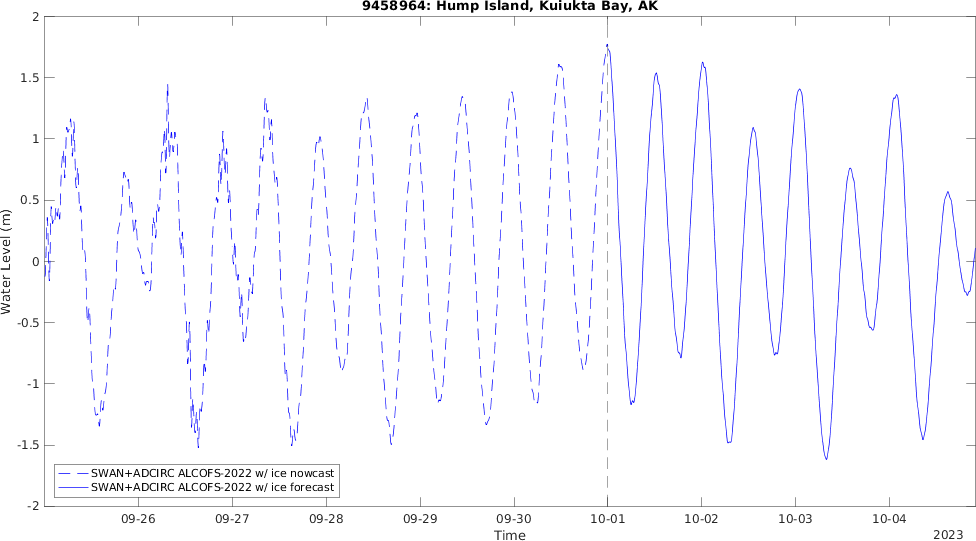 9458964: Hump Island, Kuiukta Bay, AK
2
1.5
1
0.5
0
-0.5
-1
-1.5
-2
Water Level (m)
SWAN+ADCIRC ALCOFS-2022 w/ ice nowcast
SWAN+ADCIRC ALCOFS-2022 w/ ice forecast
09-26 09-27 09-28 09-29 09-30 10-01 10-02 10-03 10-04
Time
2023